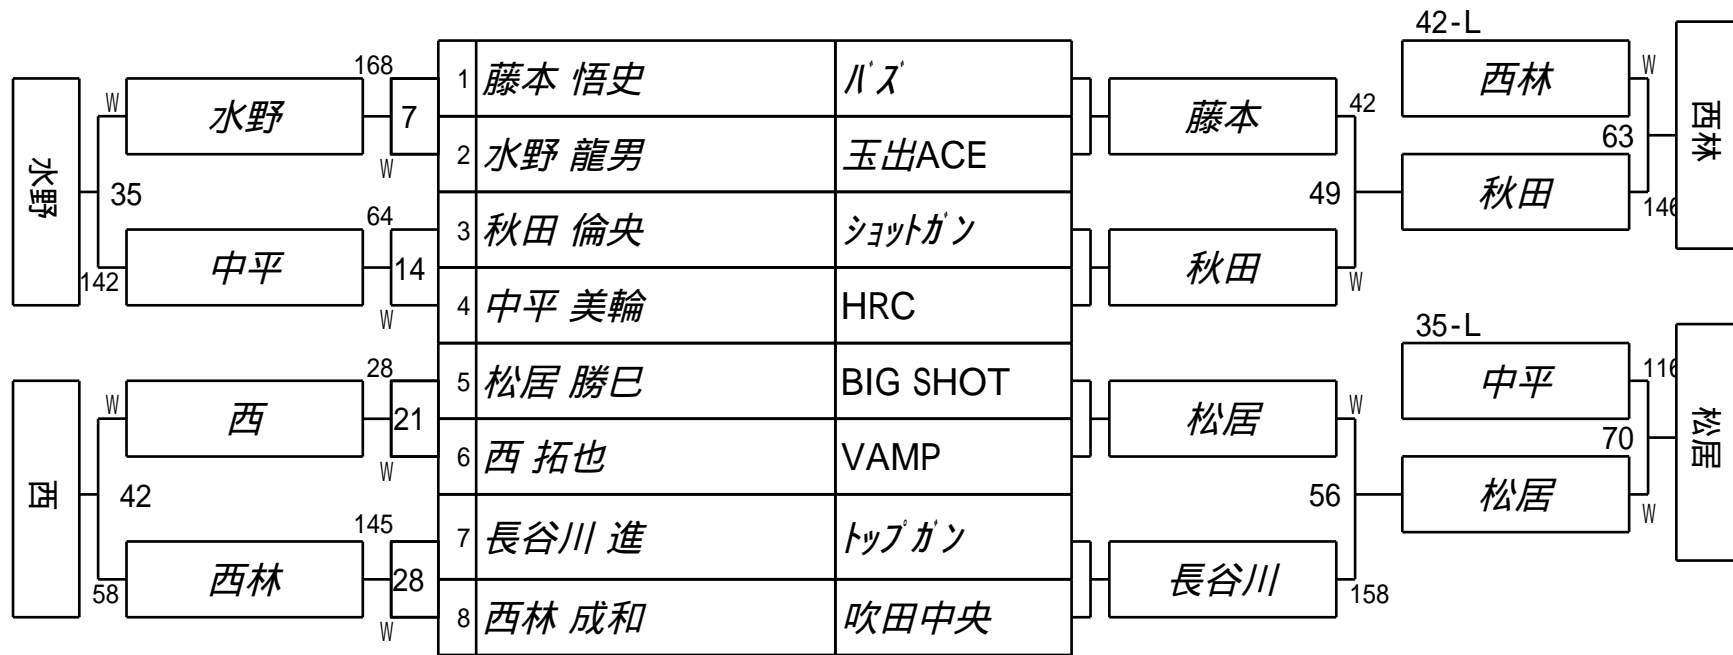 42-L
168
1 藤本 悟史 バズ
W 水野 7 藤本 42 西林 W
2 水野 龍男 玉出ACE
W
水野 35 西林
63
64
3 秋田 倫央 ショットガン
49 秋田 146
142 中平 14 秋田 W
4 中平 美輪 HRC
W
35-L
28
5 松居 勝巳 BIG SHOT
W 西 21 松居 W 中平 116
6 西 拓也 VAMP
W
西 42 松居
70
145
7 長谷川 進 トップガン
56 松居 W
58 西林 28 長谷川 158
8 西林 成和 吹田中央
W